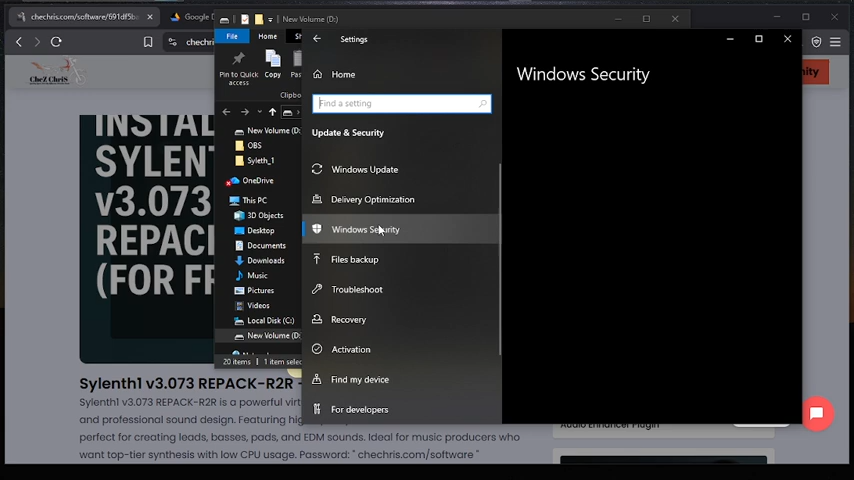 chechris.com/software/691df5b
Google D
New Volume (D:)
chechri
File
Home
Sh
Settings
CheZ ChriS
Pin to Quick
access
Copy
Pas
Clipbo
Home
Find a setting
Update & Security
Windows Update
Delivery Optimization
Windows Security
Files backup
Troubleshoot
Recovery
Activation
Find my device
For developers
Windows Security
New Volume (D:
OBS
Syleth_1
OneDrive
This PC
3D Objects
Desktop
Documents
Downloads
Music
Pictures
Videos
Local Disk (C:)
New Volume (D:
20 items
1 item selec
INSTAL
SYLENT
v3.073
REPACK
(FOR F
Sylenth1 v3.073 REPACK-R2R -
Sylenth1 v3.073 REPACK-R2R is a powerful virt
and professional sound design. Featuring high
perfect for creating leads, basses, pads, and EDM sounds. Ideal for music producers who
want top-tier synthesis with low CPU usage. Password: " chechris.com/software "
Audio Enhancer Plugin